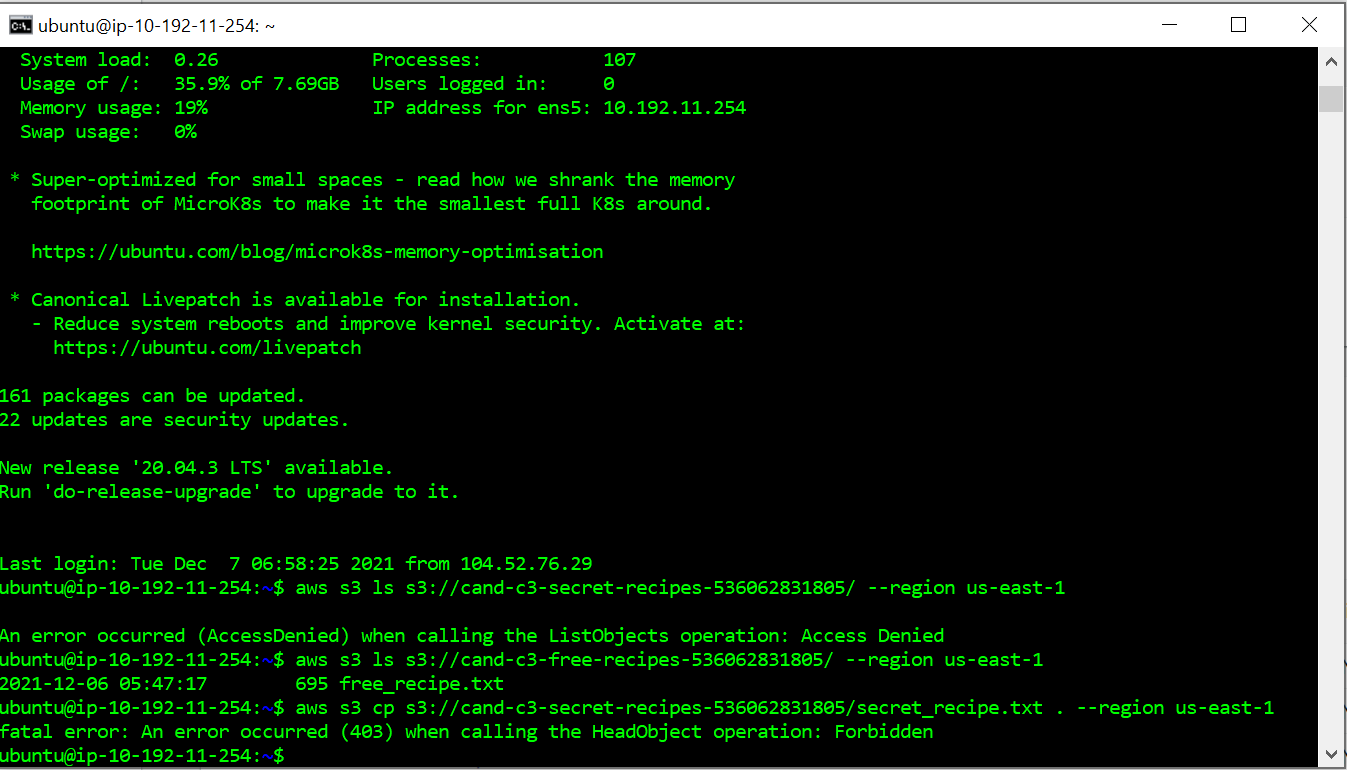 ubuntu@ip-10-192-11-254: ~
System load:  0.26              Processes:           107
Usage of /:   35.9% of 7.69GB   Users logged in:     0
Memory usage: 19%               IP address for ens5: 10.192.11.254
Swap usage:   0%
* Super-optimized for small spaces - read how we shrank the memory
footprint of MicroK8s to make it the smallest full K8s around.
https://ubuntu.com/blog/microk8s-memory-optimisation
* Canonical Livepatch is available for installation.
- Reduce system reboots and improve kernel security. Activate at:
https://ubuntu.com/livepatch
161 packages can be updated.
22 updates are security updates.
New release '20.04.3 LTS' available.
Run 'do-release-upgrade' to upgrade to it.
Last login: Tue Dec  7 06:58:25 2021 from 104.52.76.29
ubuntu@ip-10-192-11-254:~$ aws s3 ls s3://cand-c3-secret-recipes-536062831805/ --region us-east-1
An error occurred (AccessDenied) when calling the ListObjects operation: Access Denied
ubuntu@ip-10-192-11-254:~$ aws s3 ls s3://cand-c3-free-recipes-536062831805/ --region us-east-1
2021-12-06 05:47:17        695 free_recipe.txt
ubuntu@ip-10-192-11-254:~$ aws s3 cp s3://cand-c3-secret-recipes-536062831805/secret_recipe.txt . --region us-east-1
fatal error: An error occurred (403) when calling the HeadObject operation: Forbidden
ubuntu@ip-10-192-11-254:~$